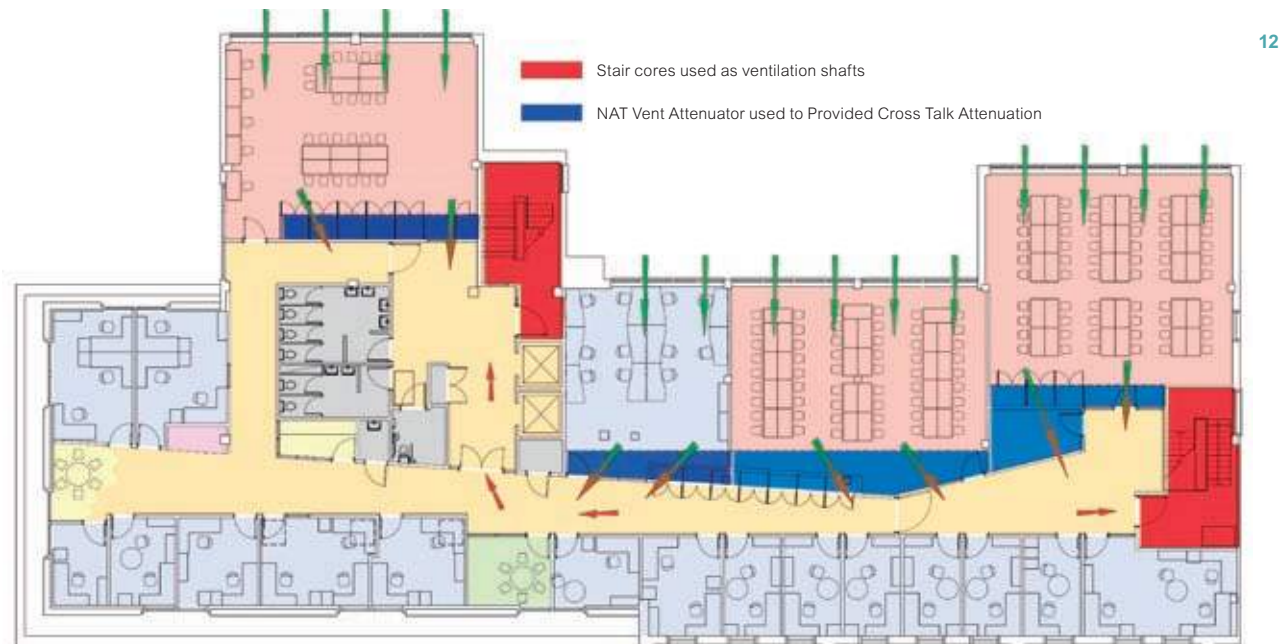 12
Stair cores used as ventilation shafts
NAT Vent Attenuator used to Provided Cross Talk Attenuation